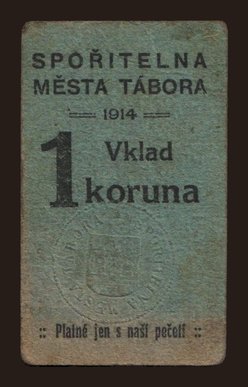 SPOŘITELNA
MĚSTA TÁBORA
1914
1 Vklad
koruna
:: Platné jen s naší pečetí ::